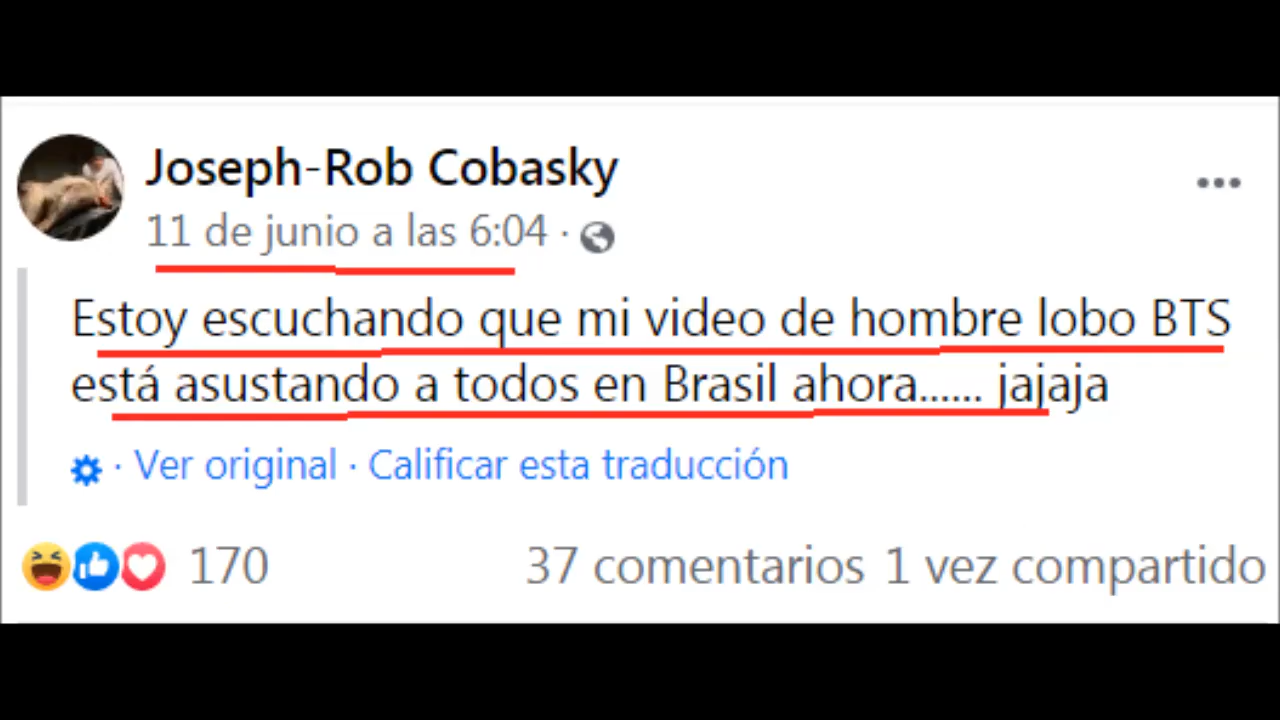 Joseph-Rob Cobasky
11 de junio a las 6:04 ·
Estoy escuchando que mi video de hombre lobo BTS
está asustando a todos en Brasil ahora...... jajaja
· Ver original · Calificar esta traducción
170 37 comentarios 1 vez compartido